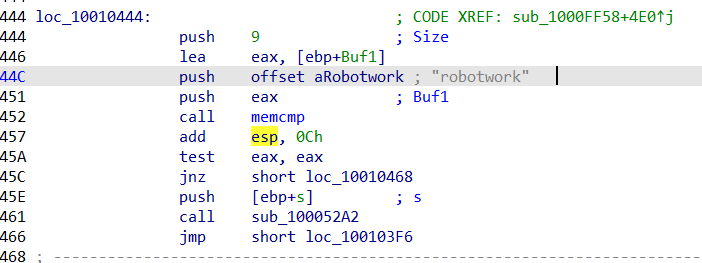 444 loc_10010444: ; CODE XREF: sub_1000FF58+4E0↑j
444 push 9 ; Size
446 lea eax, [ebp+Buf1]
44C push offset aRobotwork ; "robotwork"
451 push eax ; Buf1
452 call memcmp
457 add esp, 0Ch
45A test eax, eax
45C jnz short loc_10010468
45E push [ebp+s] ; s
461 call sub_100052A2
466 jmp short loc_100103F6
468 ; ---------------------------------------------------------------------------